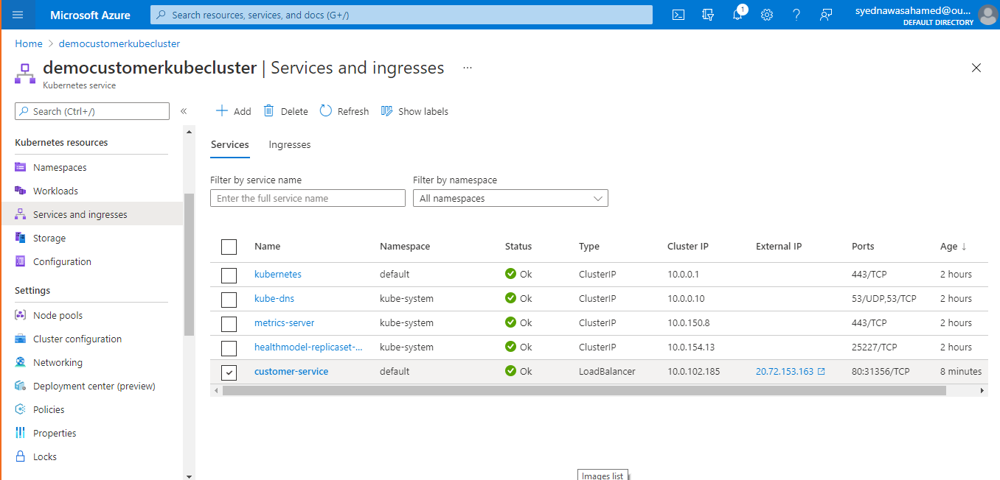 Microsoft Azure
Search resources, services, and docs (G+/)
1
syednawasahamed@ou...
DEFAULT DIRECTORY
Home > democustomerkubecluster
democustomerkubecluster | Services and ingresses ...
Kubernetes service
Search (Ctrl+/)
«
Add Delete Refresh Show labels
Kubernetes resources
Namespaces
Workloads
Services and ingresses
Storage
Configuration
Settings
Node pools
Cluster configuration
Networking
Deployment center (preview)
Policies
Properties
Locks
Services Ingresses
Filter by service name Filter by namespace
Enter the full service name All namespaces
Name Namespace Status Type Cluster IP External IP Ports Age ↓
kubernetes default Ok ClusterIP 10.0.0.1 443/TCP 2 hours
kube-dns kube-system Ok ClusterIP 10.0.0.10 53/UDP,53/TCP 2 hours
metrics-server kube-system Ok ClusterIP 10.0.150.8 443/TCP 2 hours
healthmodel-replicaset-... kube-system Ok ClusterIP 10.0.154.13 25227/TCP 2 hours
customer-service default Ok LoadBalancer 10.0.102.185 20.72.153.163 80:31356/TCP 8 minutes
Images list